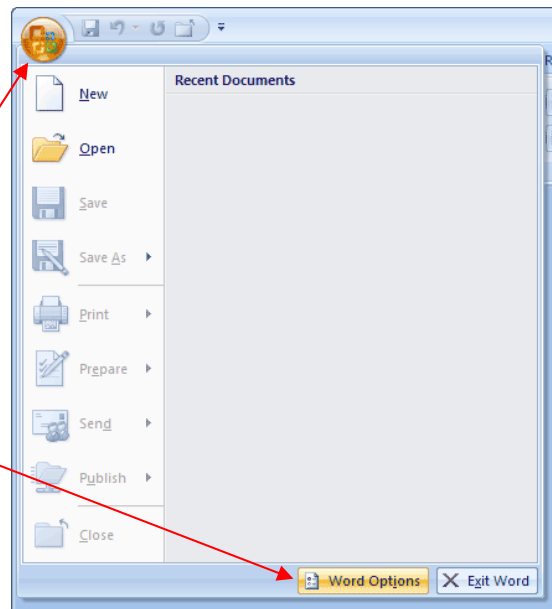 Recent Documents
New
Open
Save
Save As
Print
Prepare
Send
Publish
Close
Word Options
Exit Word